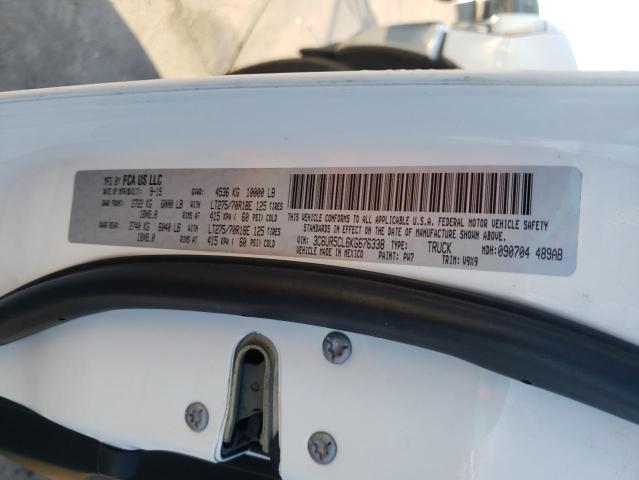 MFD BY FCA US LLC
DATE OF MFR/BUILT: 9-19 GVWR: 4536 KG 10000 LB
GAWR FRONT: 2722 KG 6000 LB WITH LT275/70R18E 125 TIRES
18X8.0 RIMS AT 415 KPA ( 60 PSI) COLD
GAWR REAR: 2740 KG 6040 LB WITH LT275/70R18E 125 TIRES
18X8.0 RIMS AT 415 KPA ( 60 PSI) COLD
THIS VEHICLE CONFORMS TO ALL APPLICABLE U.S.A. FEDERAL MOTOR VEHICLE SAFETY
STANDARDS IN EFFECT ON THE DATE OF MANUFACTURE SHOWN ABOVE.
VIN: 3C6UR5CL6KG676338 TYPE: TRUCK MDH: 090704 489AB
VEHICLE MADE IN MEXICO PAINT: PW7 TRIM: V9X9